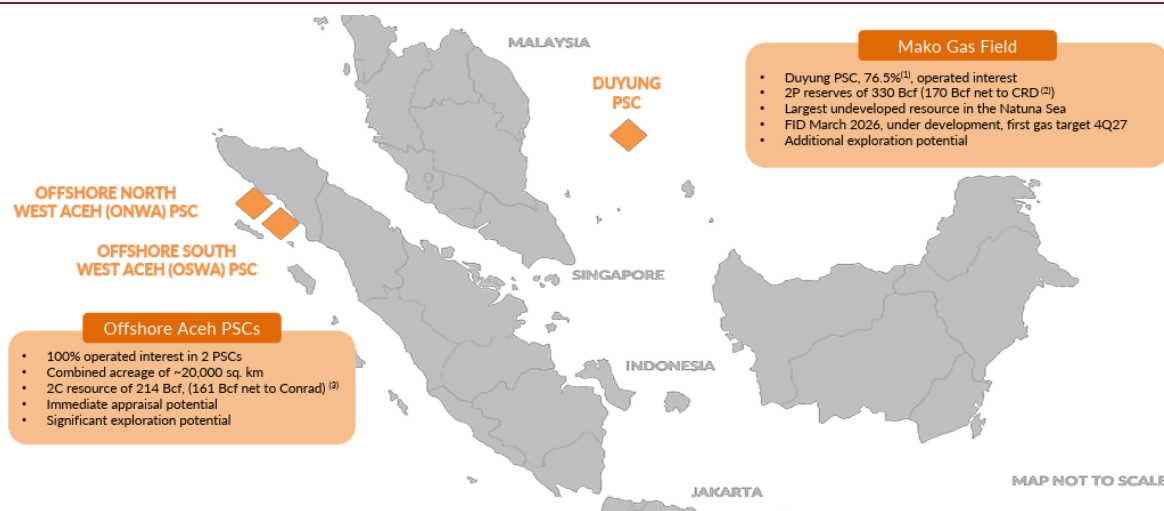 MALAYSIA
DUYUNG
PSC
Mako Gas Field
• Duyung PSC, 76.5%(1), operated interest
• 2P reserves of 330 Bcf (170 Bcf net to CRD (2))
• Largest undeveloped resource in the Natuna Sea
• FID March 2026, under development, first gas target 4Q27
• Additional exploration potential
OFFSHORE NORTH
WEST ACEH (ONWA) PSC
OFFSHORE SOUTH
WEST ACEH (OSWA) PSC
SINGAPORE
Offshore Aceh PSCs
• 100% operated interest in 2 PSCs
• Combined acreage of ~20,000 sq. km
• 2C resource of 214 Bcf, (161 Bcf net to Conrad) (3)
• Immediate appraisal potential
• Significant exploration potential
INDONESIA
JAKARTA
MAP NOT TO SCALE